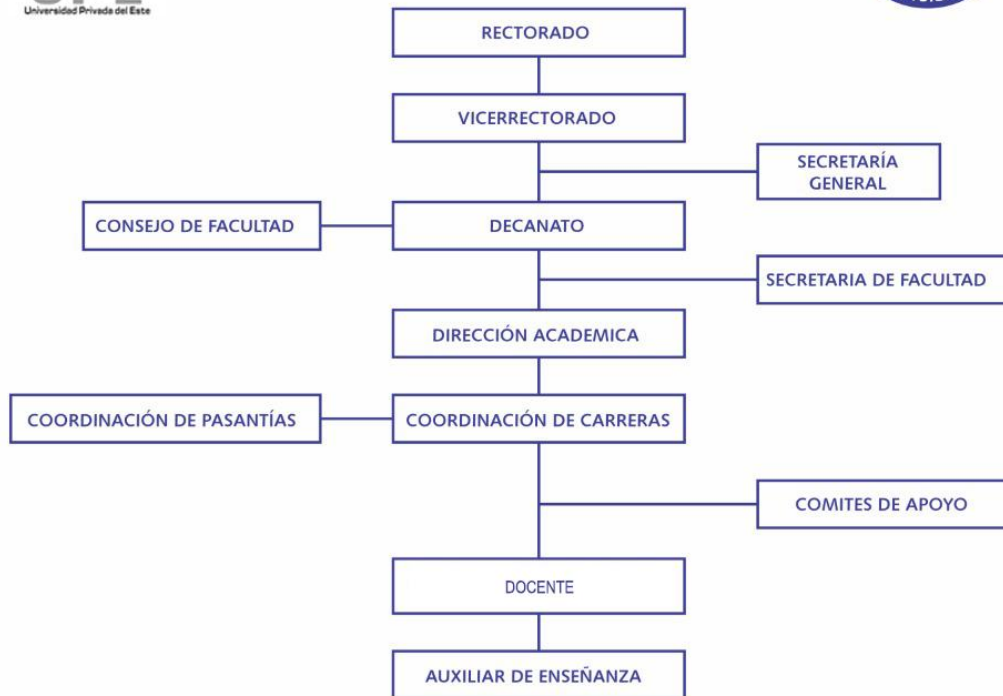 Universidad Privada del Este
RECTORADO
VICERRECTORADO
SECRETARÍA
GENERAL
CONSEJO DE FACULTAD
DECANATO
SECRETARIA DE FACULTAD
DIRECCIÓN ACADEMICA
COORDINACIÓN DE PASANTÍAS
COORDINACIÓN DE CARRERAS
COMITES DE APOYO
DOCENTE
AUXILIAR DE ENSEÑANZA